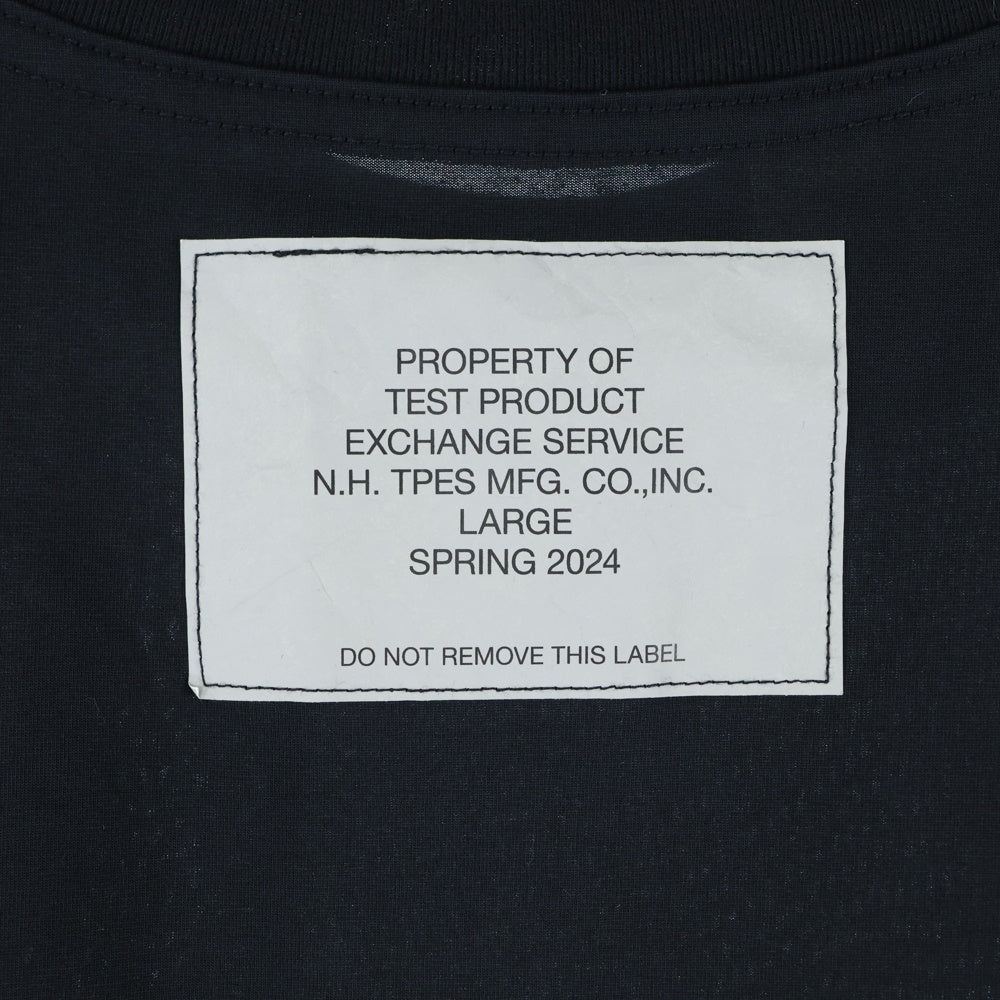 PROPERTY OF
TEST PRODUCT
EXCHANGE SERVICE
N.H. TPES MFG. CO.,INC.
LARGE
SPRING 2024
DO NOT REMOVE THIS LABEL